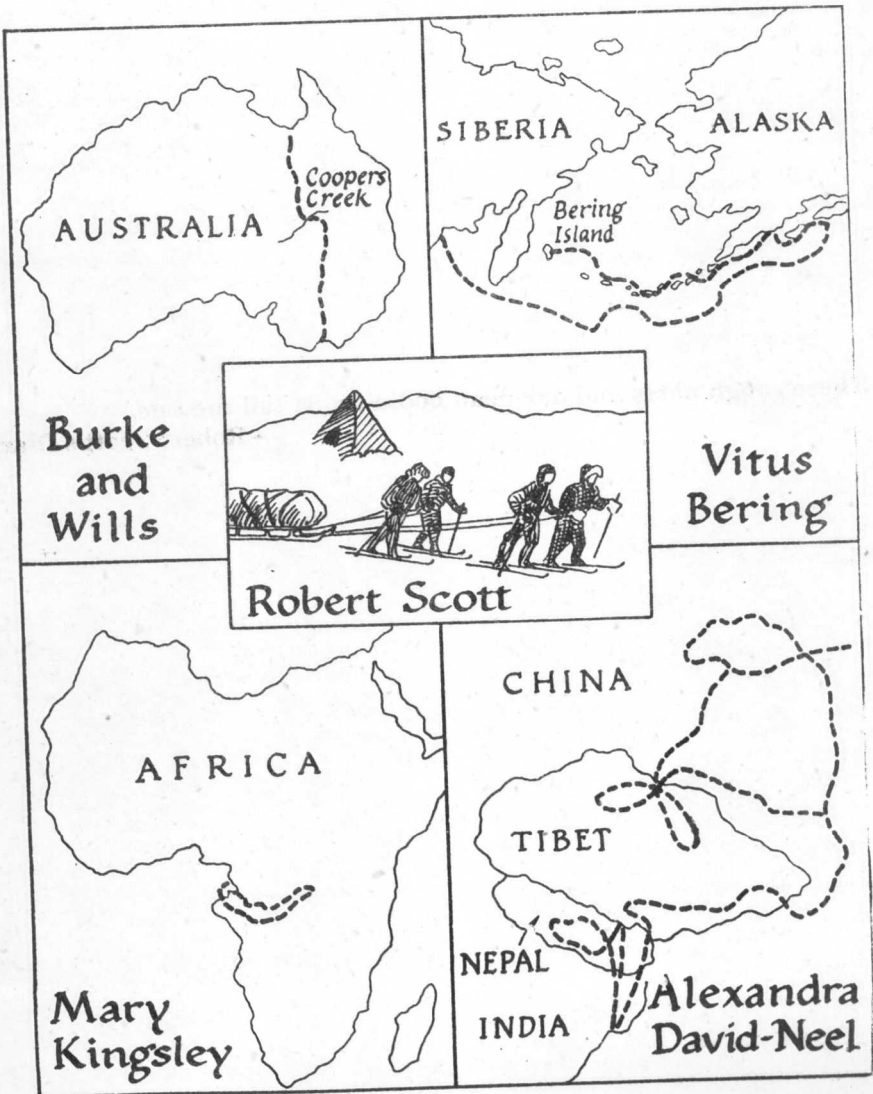 AUSTRALIA
Coopers
Creek
Burke
and
Wills
SIBERIA
ALASKA
Bering
Island
Vitus
Bering
Robert Scott
AFRICA
Mary
Kingsley
CHINA
TIBET
NEPAL
INDIA
Alexandra
David-Neel